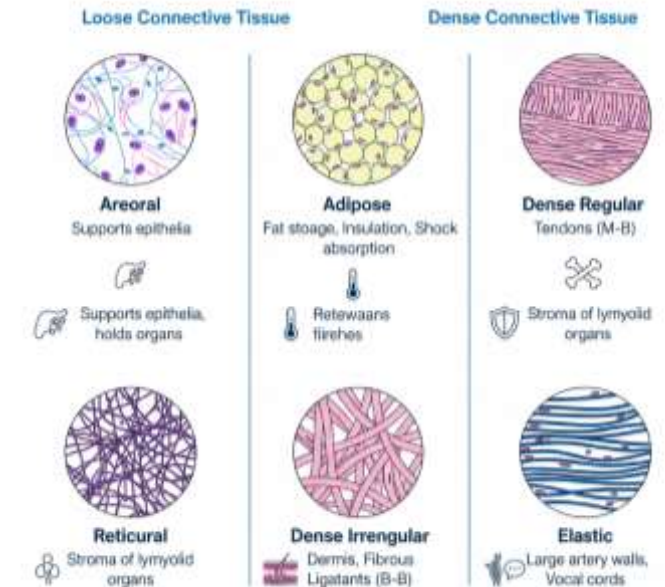 Loose Connective Tissue
Dense Connective Tissue
Areoral
Supports epithelia
Adipose
Fat stoage, Insulation, Shock
absorption
Dense Regular
Tendons (M-B)
Supports epithelia,
holds organs
Retewaans
fiirehes
Stroma of lymyolid
organs
Reticural
Stroma of lymyolid
organs
Dense Irrengular
Dermis, Fibrous
Ligatants (B-B)
Elastic
Large artery walls,
Vocal cords